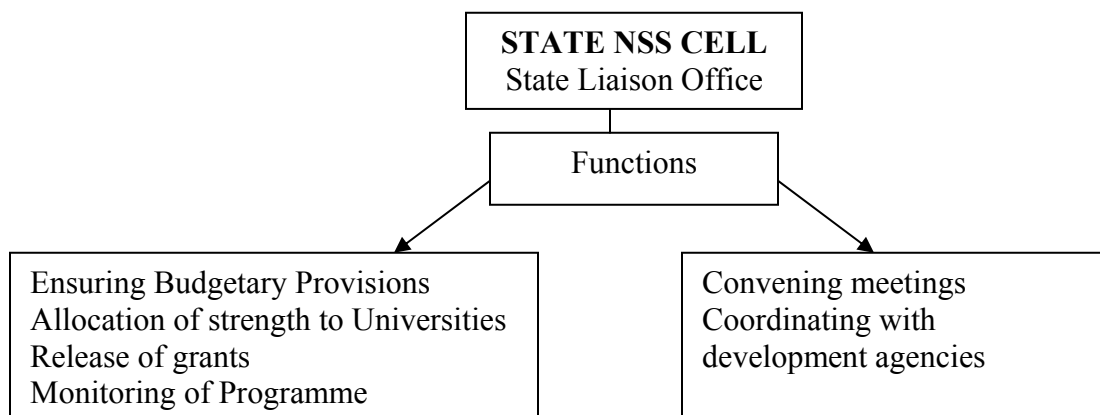 STATE NSS CELL
State Liaison Office
Functions
Ensuring Budgetary Provisions
Allocation of strength to Universities
Release of grants
Monitoring of Programme
Convening meetings
Coordinating with
development agencies